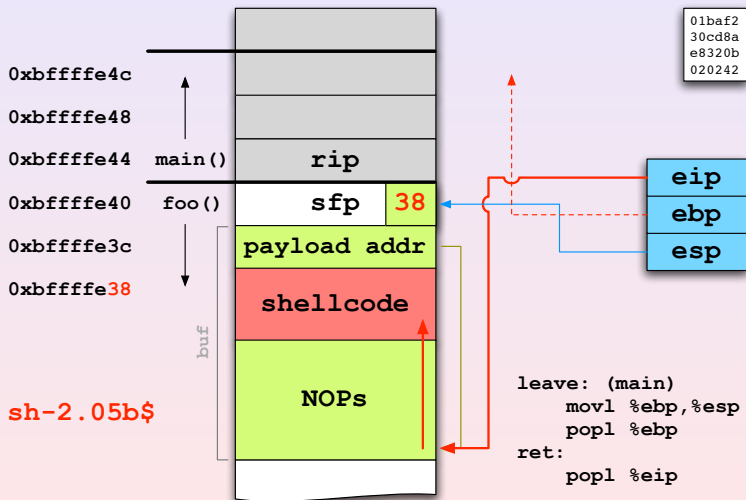 01baf2
30cd8a
e8320b
020242
0xbffffe4c
0xbffffe48
0xbffffe44 main() rip
eip
0xbffffe40 foo() sfp 38
ebp
0xbffffe3c payload addr
esp
0xbffffe38
shellcode
buf
NOPs
sh-2.05b$
leave: (main)
movl %ebp,%esp
popl %ebp
ret:
popl %eip